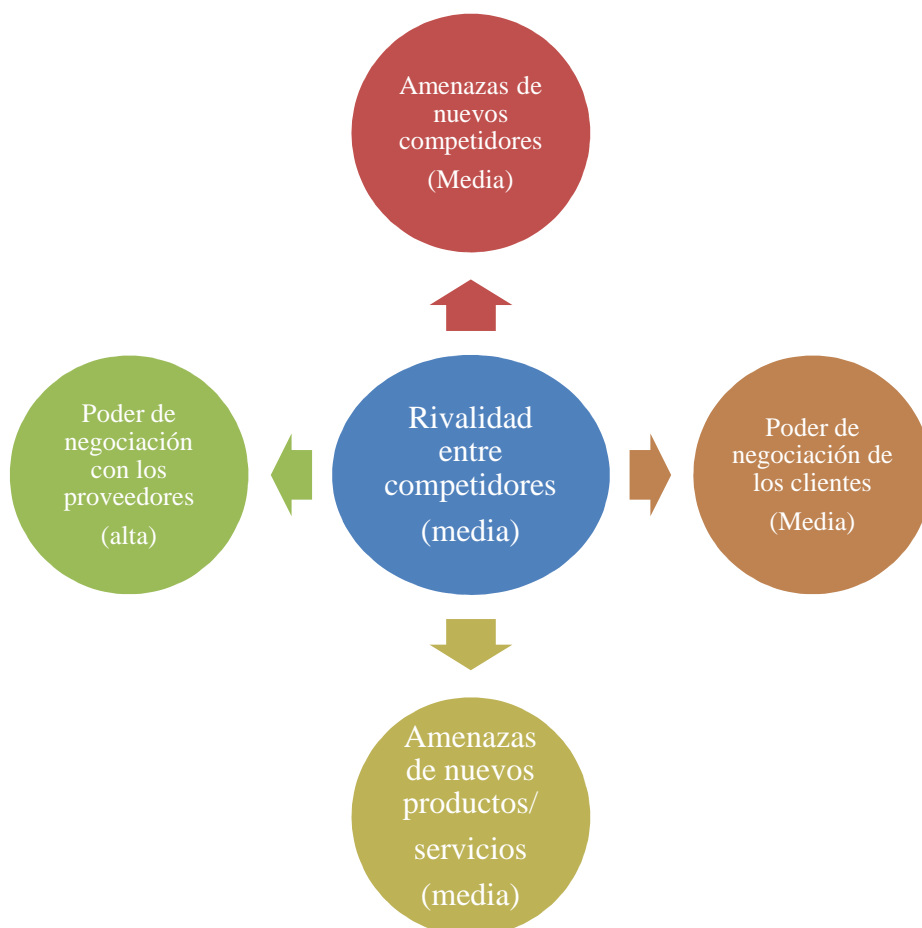 Amenazas de
nuevos
competidores
(Media)
Poder de
negociación
con los
proveedores
(alta)
Rivalidad
entre
competidores
(media)
Poder de
negociación de
los clientes
(Media)
Amenazas
de nuevos
productos/
servicios
(media)